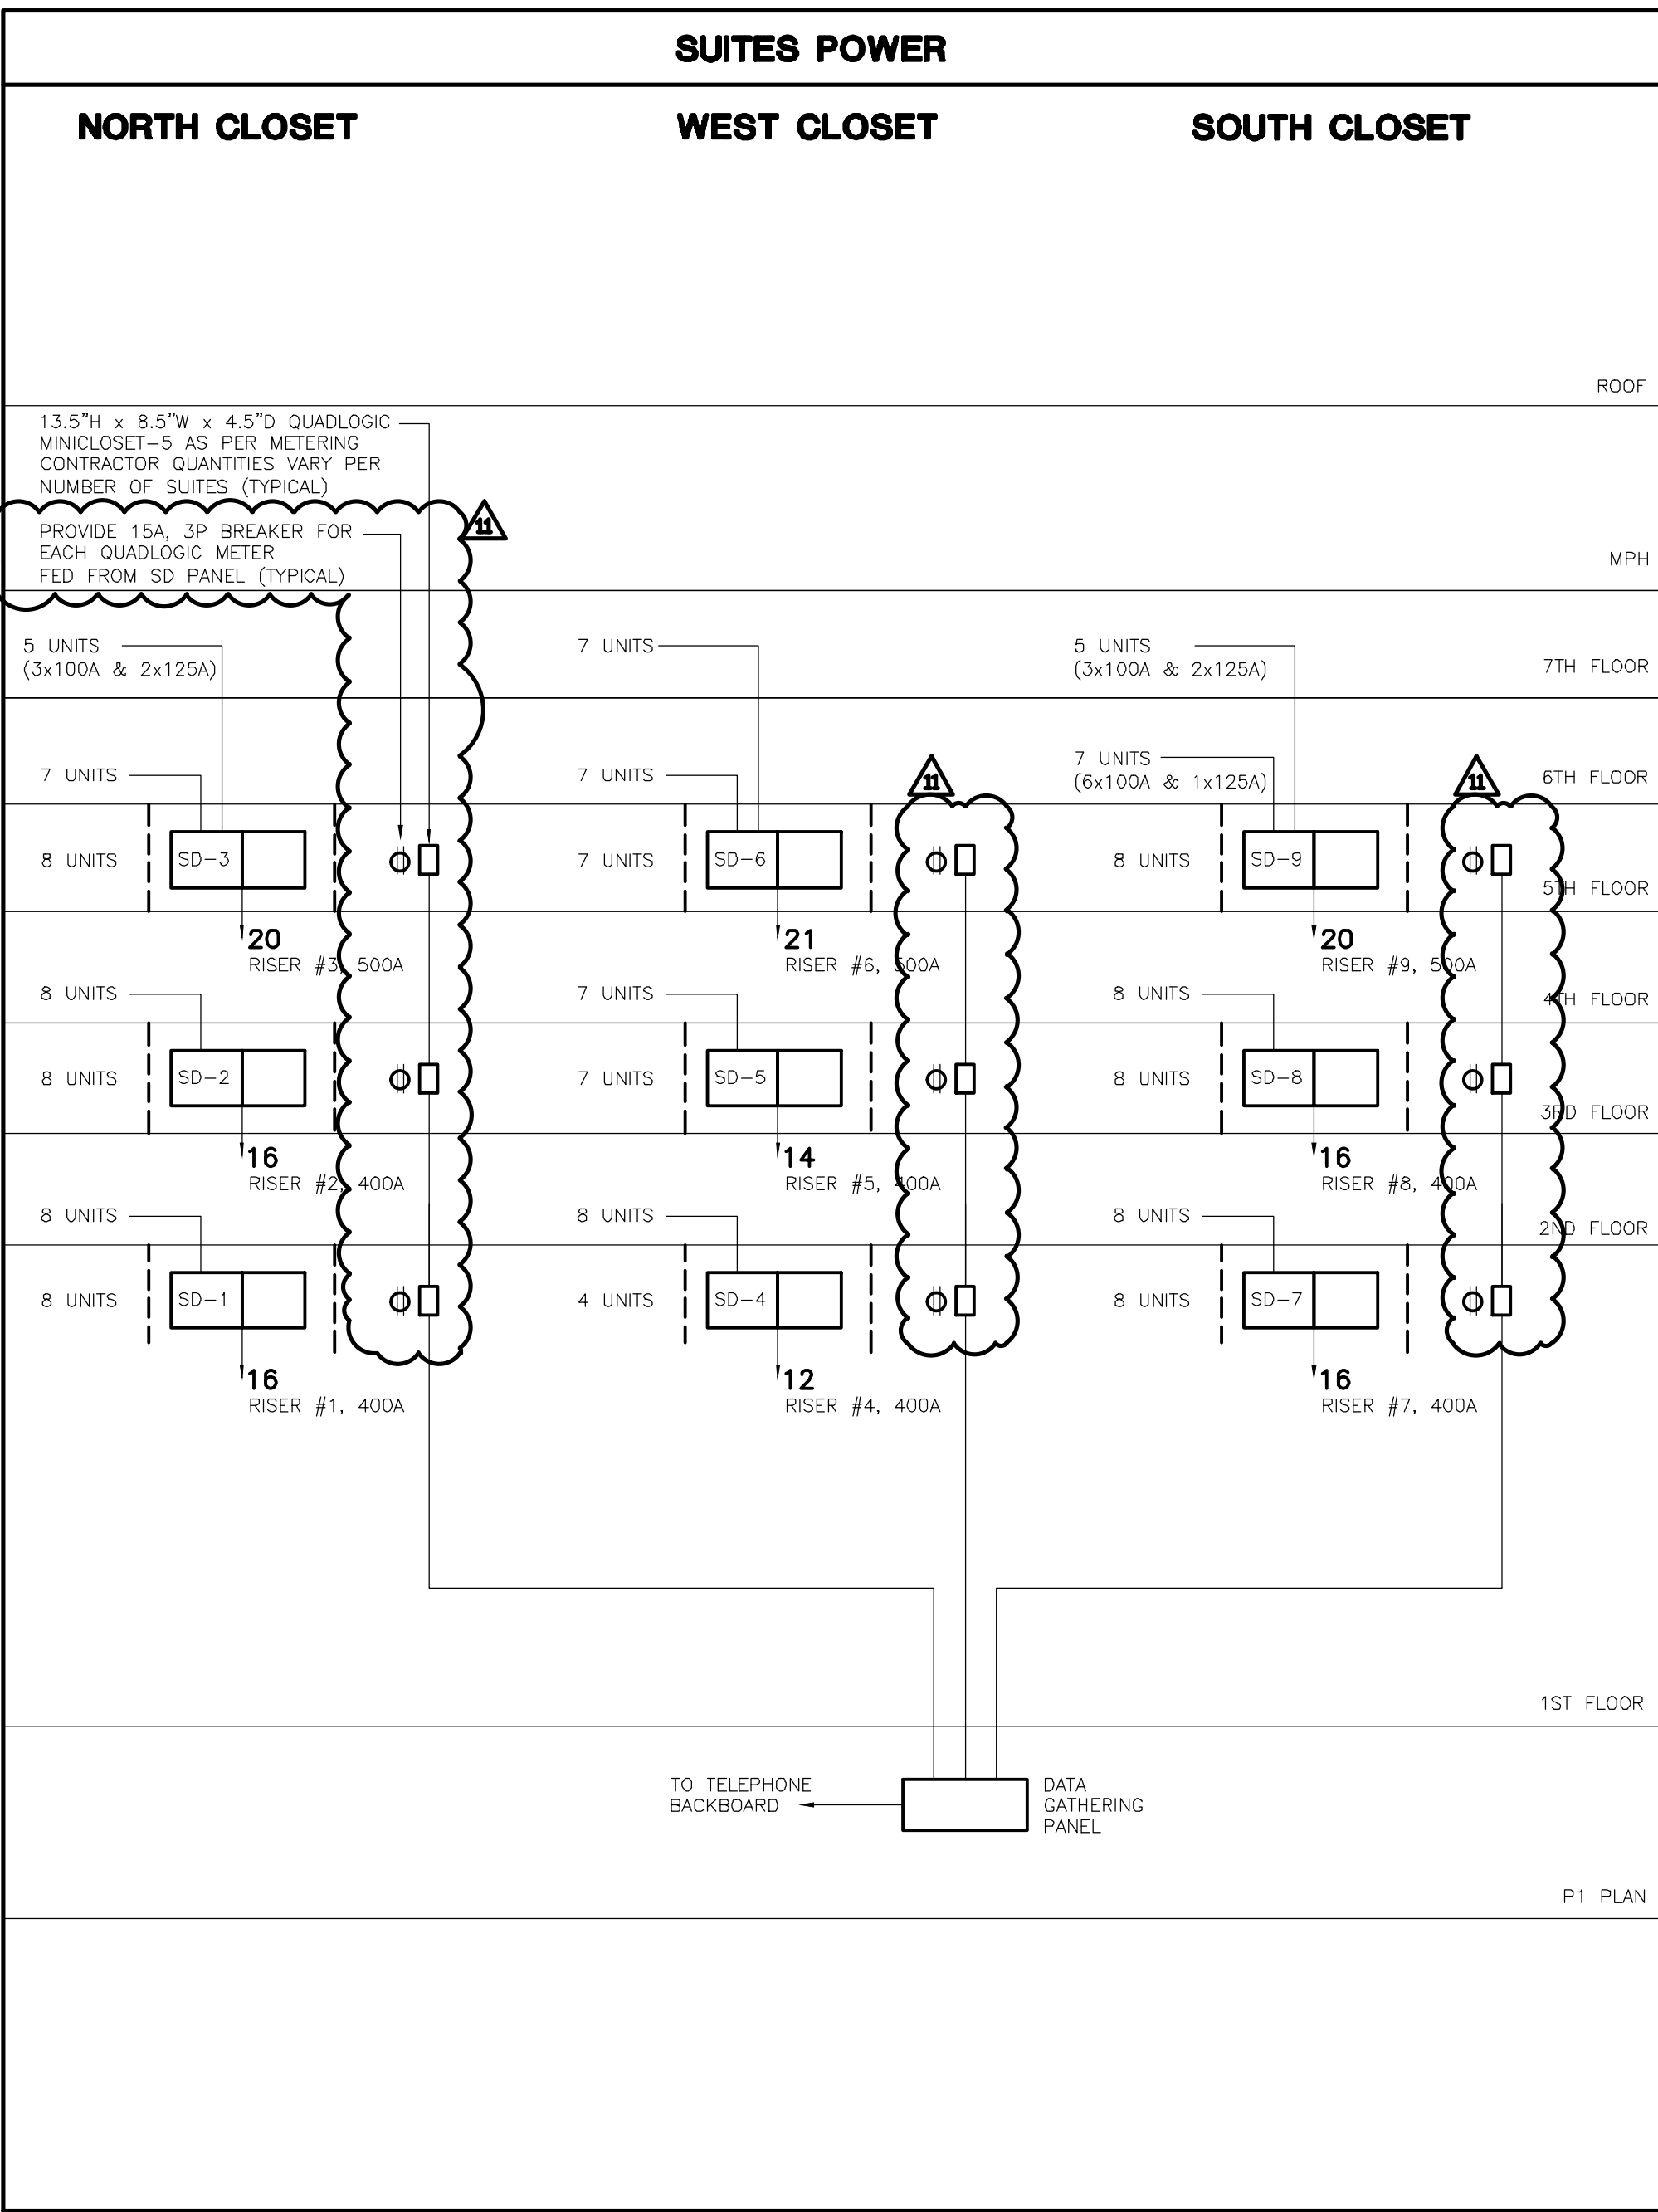 SUITES POWER
NORTH CLOSET
WEST CLOSET
SOUTH CLOSET
ROOF
13.5"H x 8.5"W x 4.5"D QUADLOGIC
MINICLOSET-5 AS PER METERING
CONTRACTOR QUANTITIES VARY PER
NUMBER OF SUITES (TYPICAL)
11
PROVIDE 15A, 3P BREAKER FOR
EACH QUADLOGIC METER
FED FROM SD PANEL (TYPICAL)
MPH
5 UNITS
(3x100A & 2x125A)
7 UNITS
5 UNITS
(3x100A & 2x125A)
7TH FLOOR
7 UNITS
7 UNITS
11
7 UNITS
(6x100A & 1x125A)
11
6TH FLOOR
8 UNITS
SD-3
7 UNITS
SD-6
8 UNITS
SD-9
5TH FLOOR
20
RISER #3, 500A
21
RISER #6, 500A
20
RISER #9, 500A
8 UNITS
7 UNITS
8 UNITS
4TH FLOOR
8 UNITS
SD-2
7 UNITS
SD-5
8 UNITS
SD-8
3RD FLOOR
16
RISER #2, 400A
14
RISER #5, 400A
16
RISER #8, 400A
8 UNITS
8 UNITS
8 UNITS
2ND FLOOR
8 UNITS
SD-1
4 UNITS
SD-4
8 UNITS
SD-7
16
RISER #1, 400A
12
RISER #4, 400A
16
RISER #7, 400A
1ST FLOOR
TO TELEPHONE
BACKBOARD
DATA
GATHERING
PANEL
P1 PLAN